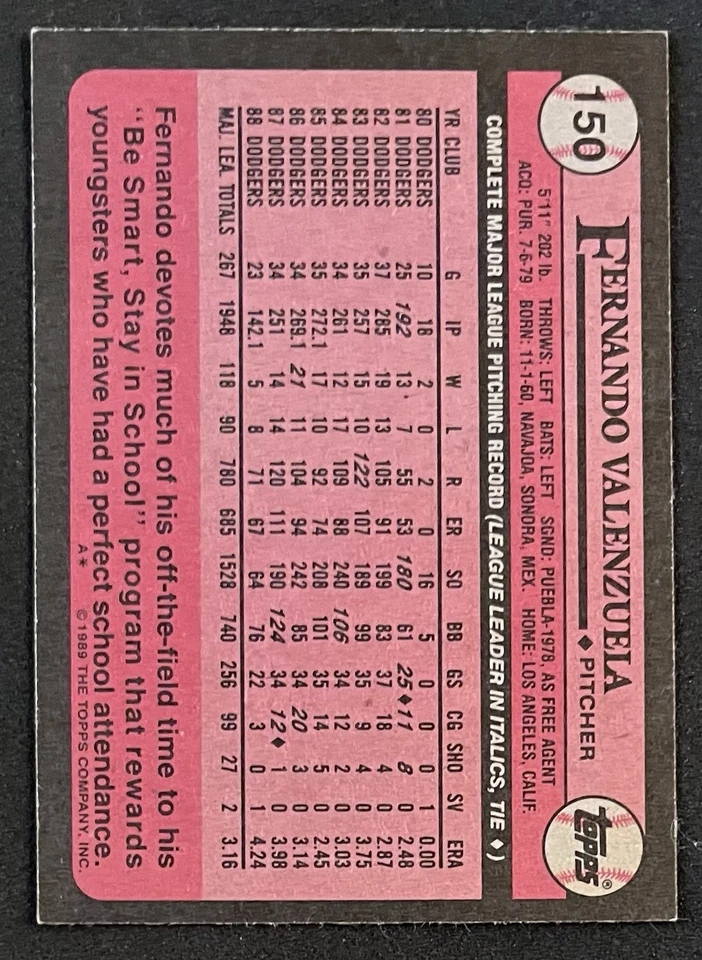 150
FERNANDO VALENZUELA
♦ PITCHER
topps®
5'11" 202 lb. THROWS: LEFT BATS: LEFT SGND: PUEBLA-1978, AS FREE AGENT
ACQ: PUR. 7-6-79 BORN: 11-1-60, NAVAJOA, SONORA, MEX. HOME: LOS ANGELES, CALIF.
COMPLETE MAJOR LEAGUE PITCHING RECORD (LEAGUE LEADER IN ITALICS, TIE ♦)
YR CLUB G IP W L R ER SO BB GS CG SHO SV ERA
80 DODGERS 10 18 2 0 2 0 16 5 0 0 0 1 0.00
81 DODGERS 25 192 13 7 55 53 180 61 25♦ 11 8 0 2.48
82 DODGERS 37 285 19 13 105 91 199 83 37 18 4 0 2.87
83 DODGERS 35 257 15 10 122 107 189 99 35 9 4 0 3.75
84 DODGERS 34 261 12 17 109 88 240 106 34 12 2 0 3.03
85 DODGERS 35 272.1 17 10 92 74 208 101 35 14 5 0 2.45
86 DODGERS 34 269.1 21 11 104 94 242 85 34 20 3 0 3.14
87 DODGERS 34 251 14 14 120 111 190 124 34 12♦ 1 0 3.98
88 DODGERS 23 142.1 5 8 71 67 64 76 22 3 0 1 4.24
MAJ. LEA. TOTALS 267 1948 118 90 780 685 1528 740 256 99 27 2 3.16
Fernando devotes much of his off-the-field time to his
"Be Smart, Stay in School" program that rewards
youngsters who have had a perfect school attendance.
A* © 1989 THE TOPPS COMPANY, INC.